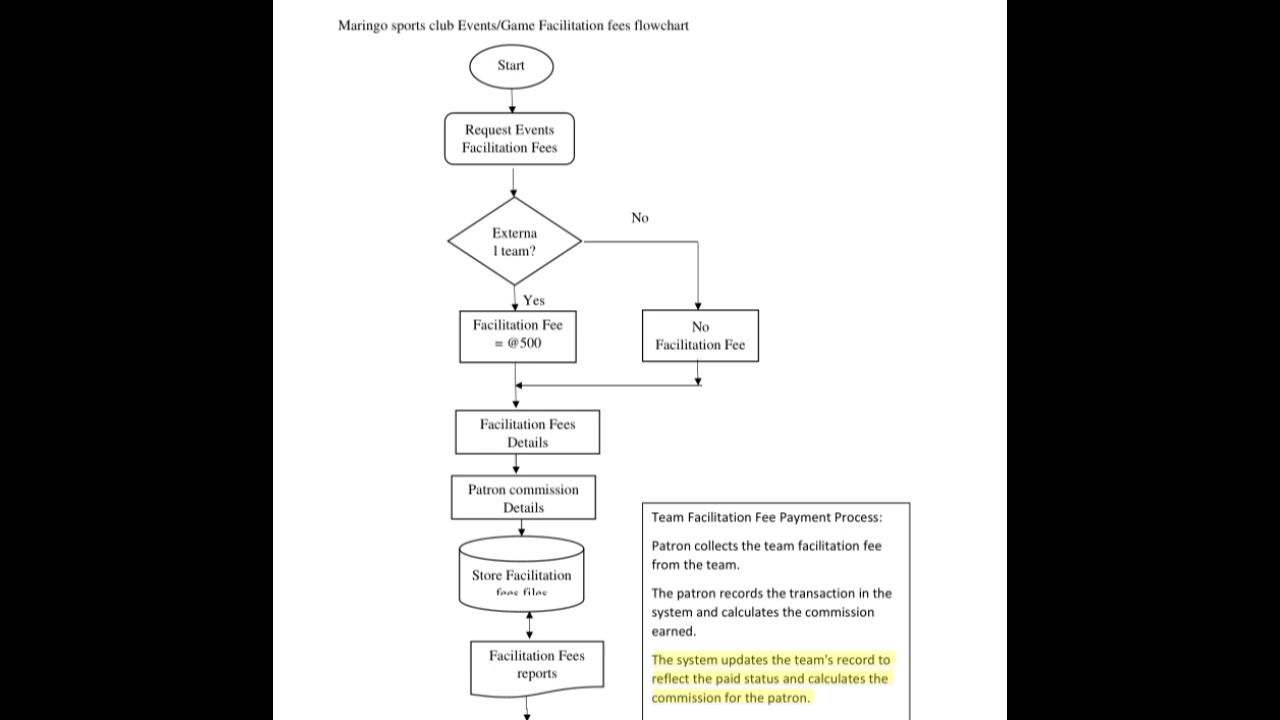 Maringo sports club Events/Game Facilitation fees flowchart
Start
Request Events
Facilitation Fees
Externa
l team?
No
Yes
Facilitation Fee
= @500
No
Facilitation Fee
Facilitation Fees
Details
Patron commission
Details
Store Facilitation
fees files
Facilitation Fees
reports
Team Facilitation Fee Payment Process:
Patron collects the team facilitation fee
from the team.
The patron records the transaction in the
system and calculates the commission
earned.
The system updates the team's record to
reflect the paid status and calculates the
commission for the patron.